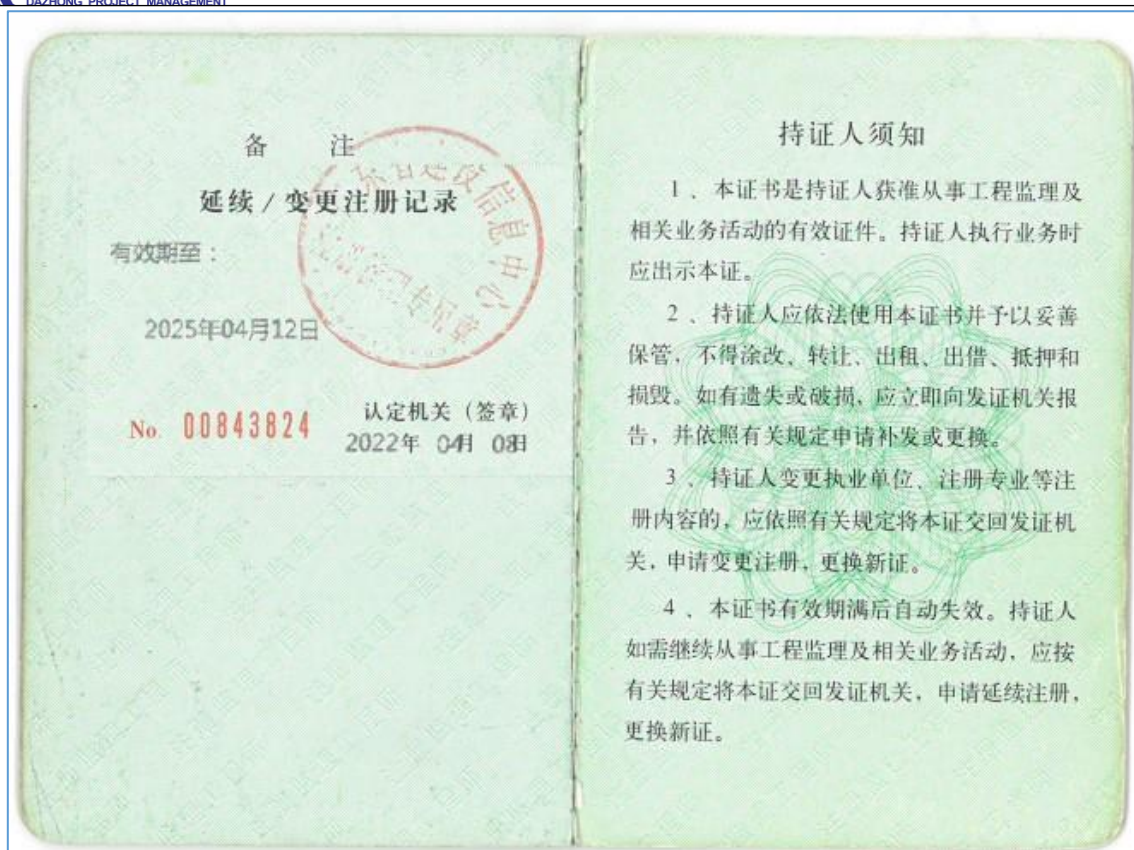 DAZHONG PROJECT MANAGEMENT
备 注
延续/变更注册记录
有效期至：
2025年04月12日
No. 00843824
认定机关（签章）
2022年 04月 08日
建设信息中心
专用章
持证人须知
1、本证书是持证人获准从事工程监理及
相关业务活动的有效证件。持证人执行业务时
应出示本证。
2、持证人应依法使用本证书并予以妥善
保管，不得涂改、转让、出租、出借、抵押和
损毁。如有遗失或破损，应立即向发证机关报
告，并依照有关规定申请补发或更换。
3、持证人变更执业单位、注册专业等注
册内容的，应依照有关规定将本证交回发证机
关，申请变更注册，更换新证。
4、本证书有效期满后自动失效。持证人
如需继续从事工程监理及相关业务活动，应按
有关规定将本证交回发证机关，申请延续注册，
更换新证。